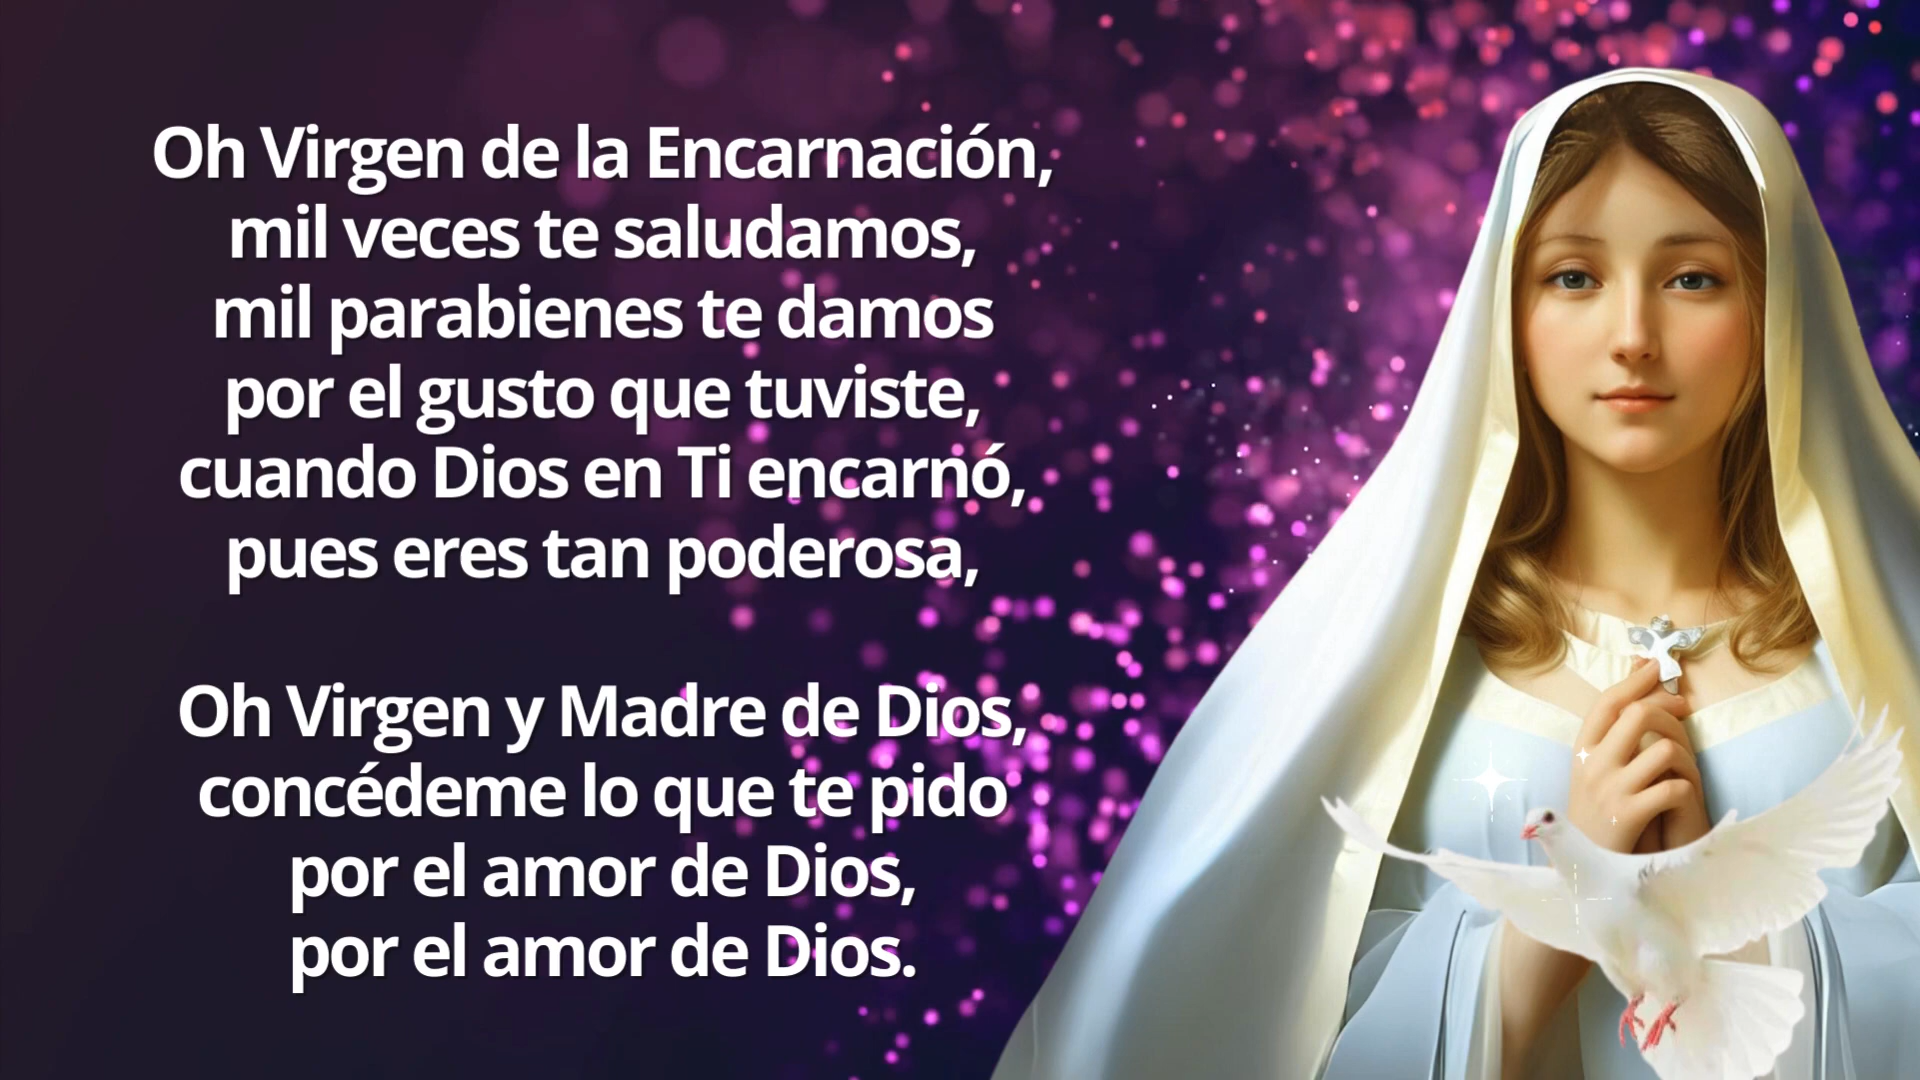 Oh Virgen de la Encarnación,
mil veces te saludamos,
mil parabienes te damos
por el gusto que tuviste,
cuando Dios en Ti encarnó,
pues eres tan poderosa,
Oh Virgen y Madre de Dios,
concédeme lo que te pido
por el amor de Dios,
por el amor de Dios.